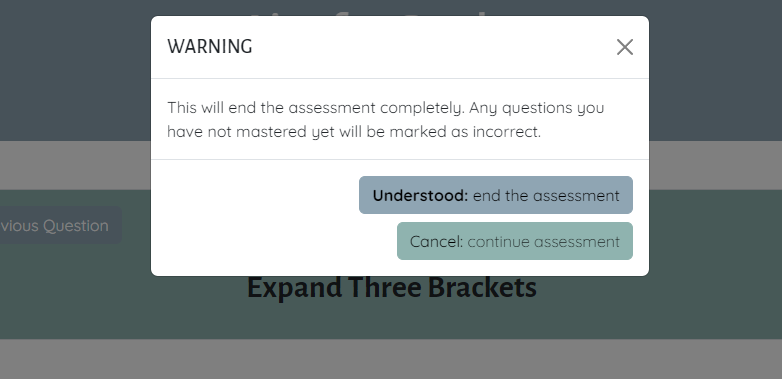 WARNING
This will end the assessment completely. Any questions you
have not mastered yet will be marked as incorrect.
Understood: end the assessment
vious Question
Cancel: continue assessment
Expand Three Brackets